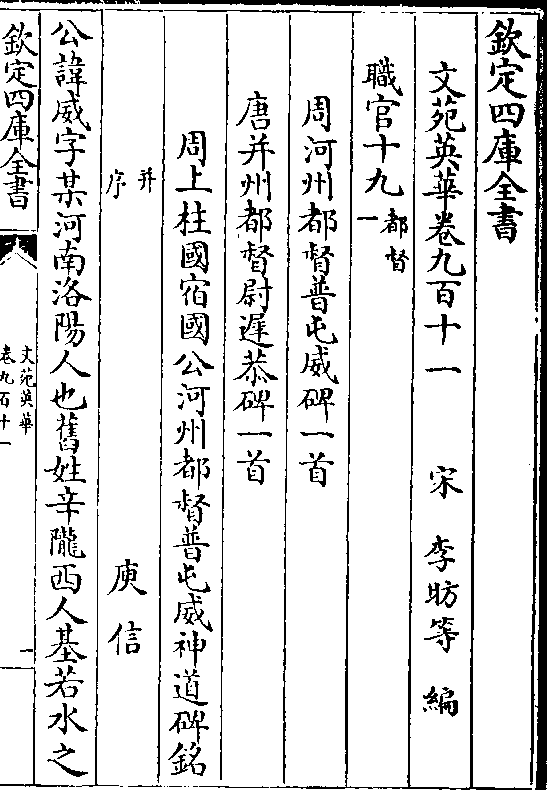 欽定四庫全書
文苑英華卷九百十一 宋 李昉等 編
職官十九 都督一
周河州都督普屯威碑一首
唐并州都督尉遲恭碑一首
周上柱國宿國公河州都督普屯威神道碑銘
并序 庾信
公諱威字某河南洛陽人也舊姓辛隴西人基若水之
欽定四庫全書
文苑英華
卷九百十一
一